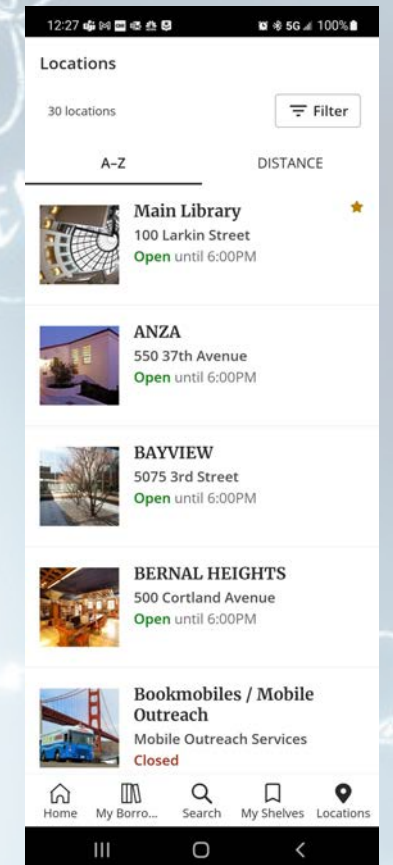 12:27
5G 100%
Locations
30 locations
Filter
A–Z DISTANCE
Main Library
100 Larkin Street
Open until 6:00PM
ANZA
550 37th Avenue
Open until 6:00PM
BAYVIEW
5075 3rd Street
Open until 6:00PM
BERNAL HEIGHTS
500 Cortland Avenue
Open until 6:00PM
Bookmobiles / Mobile
Outreach
Mobile Outreach Services
Closed
Home My Borro... Search My Shelves Locations